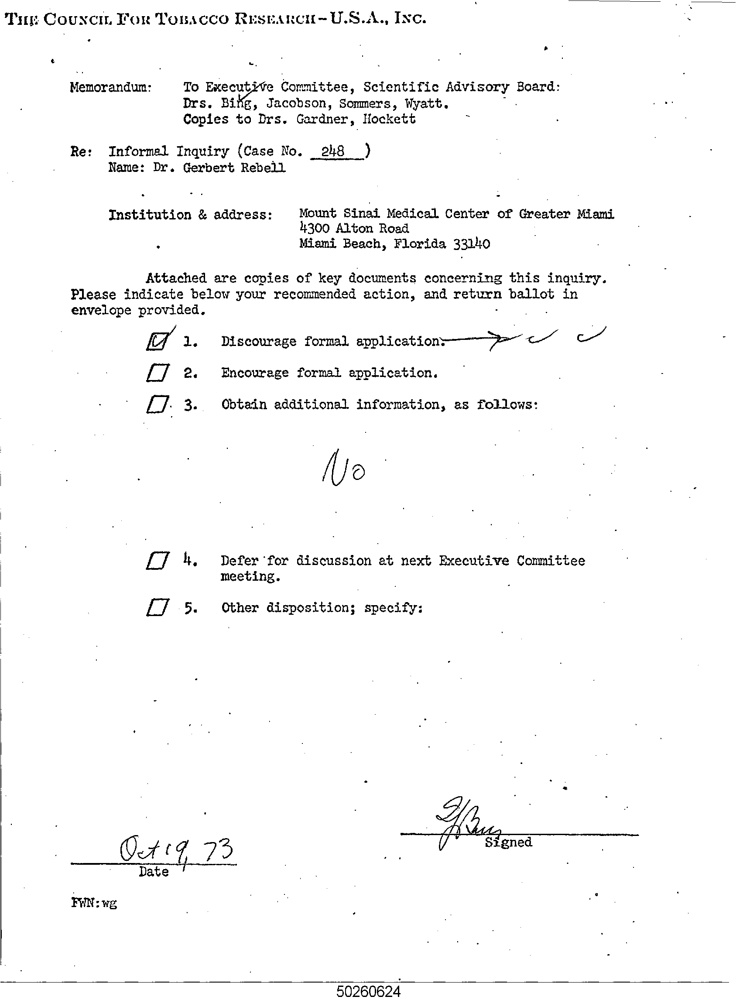 THE COUNCIL FOR TOBACCO RESEARCH-U.S.A., INC.
Memorandum: To Executive Committee, Scientific Advisory Board:
Drs. Bing, Jacobson, Sommers, Wyatt.
Copies to Drs. Gardner, Hockett
Re: Informal Inquiry (Case No. 248 )
Name: Dr. Gerbert Rebell
Institution & address: Mount Sinai Medical Center of Greater Miami
4300 Alton Road
Miami Beach, Florida 33140
Attached are copies of key documents concerning this inquiry.
Please indicate below your recommended action, and return ballot in
envelope provided.
1. Discourage formal application.
2. Encourage formal application.
3. Obtain additional information, as follows:
No
4. Defer for discussion at next Executive Committee
meeting.
5. Other disposition; specify:
Oct 19, 73
Signed
Date
FWN:wg
50260624